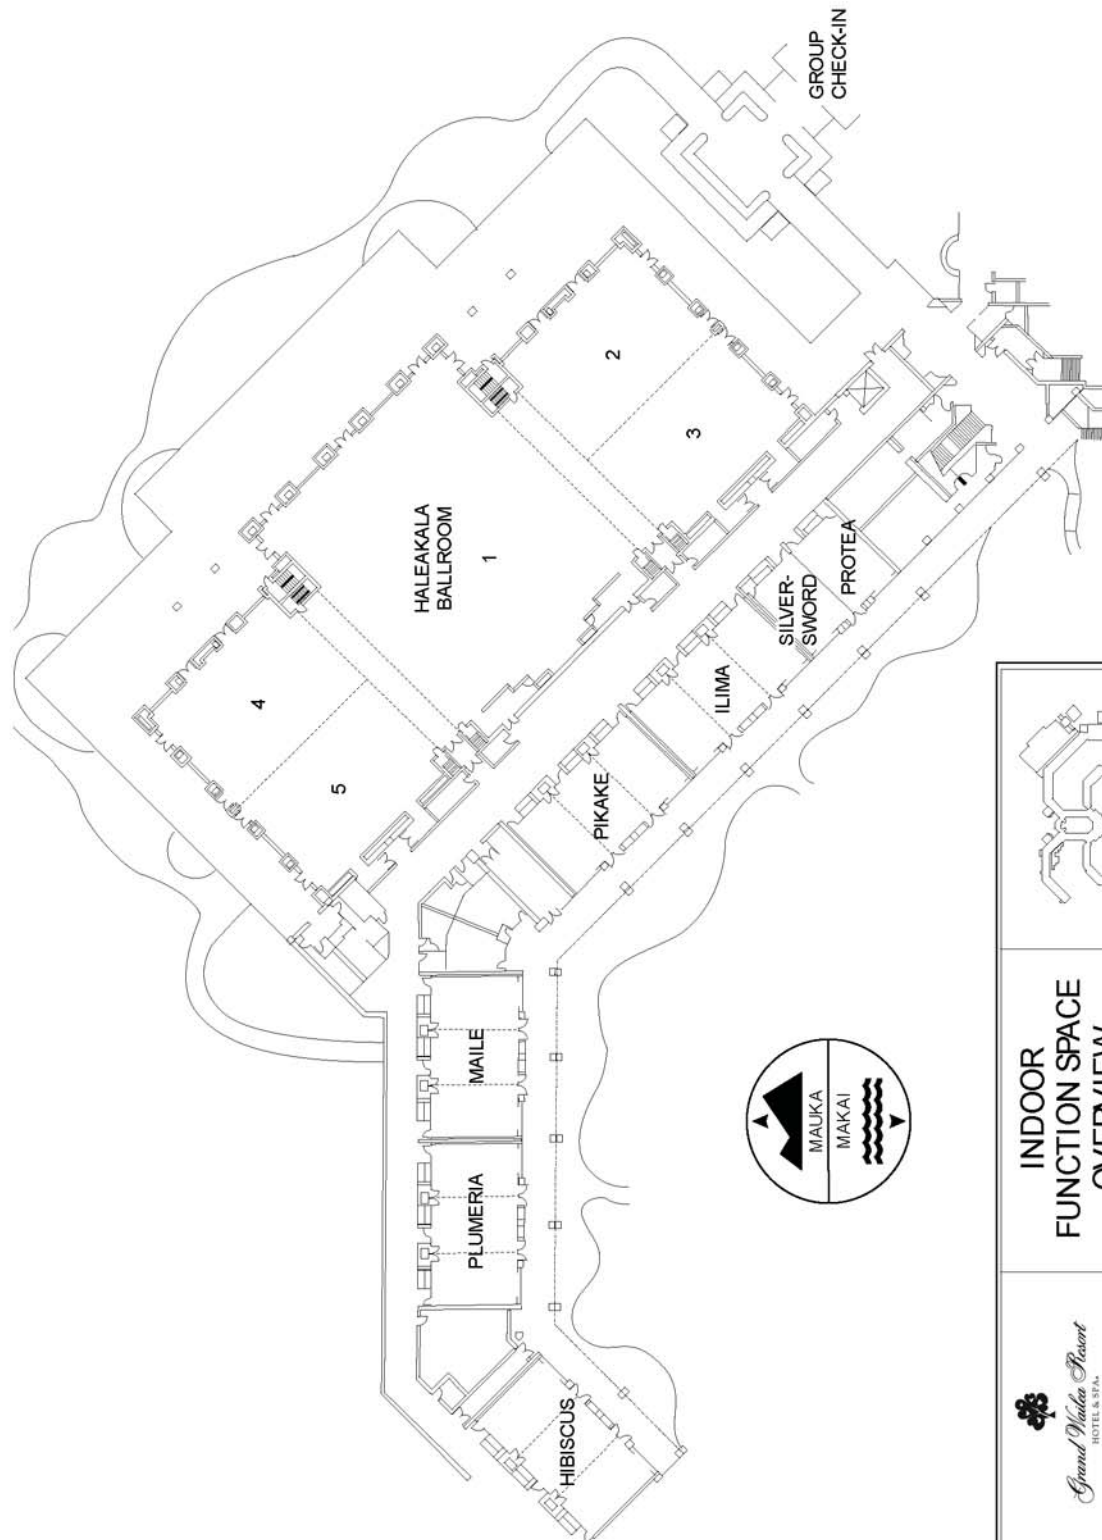 GROUP
CHECK-IN
2
3
HALEAKALA
BALLROOM
1
4
5
PROTEA
SILVER-
SWORD
ILIMA
PIKAKE
MAILE
PLUMERIA
HIBISCUS
MAUKA
MAKAI
Grand Wailea Resort
HOTEL & SPA
INDOOR
FUNCTION SPACE
OVERVIEW